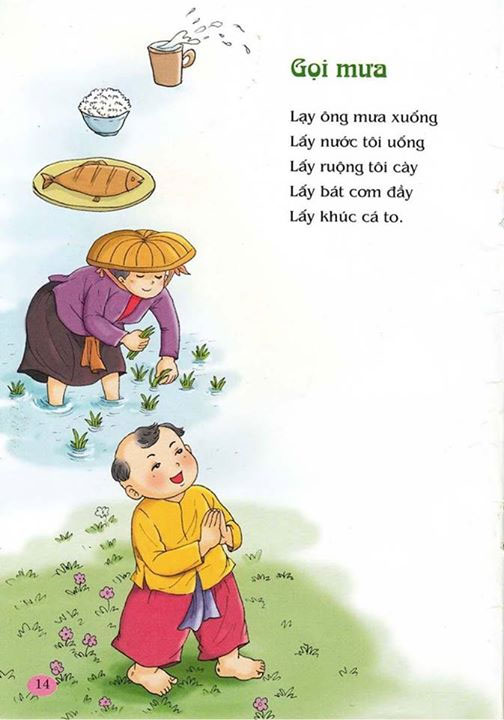 Gọi mưa
Lạy ông mưa xuống
Lấy nước tôi uống
Lấy ruộng tôi cày
Lấy bát cơm đầy
Lấy khúc cá to.
14